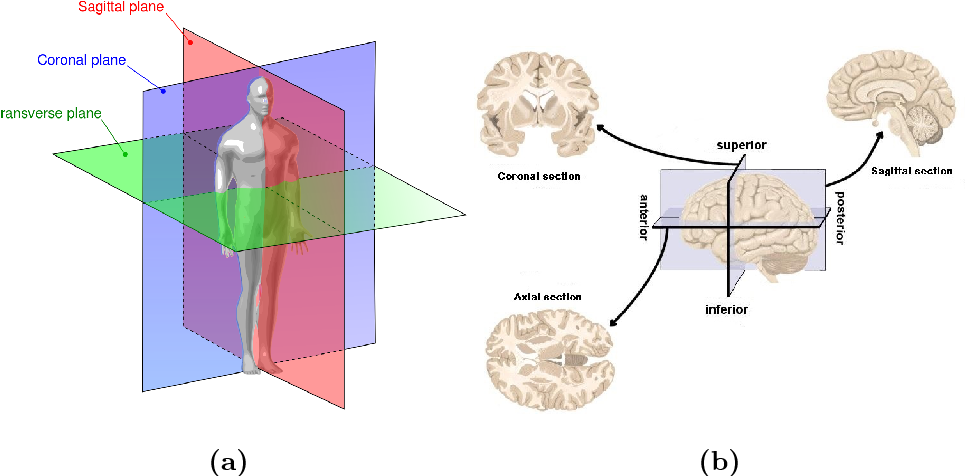 Sagittal plane
Coronal plane
ransverse plane
superior
Coronal section
Sagittal section
anterior
posterior
Axial section
inferior
(a)
(b)